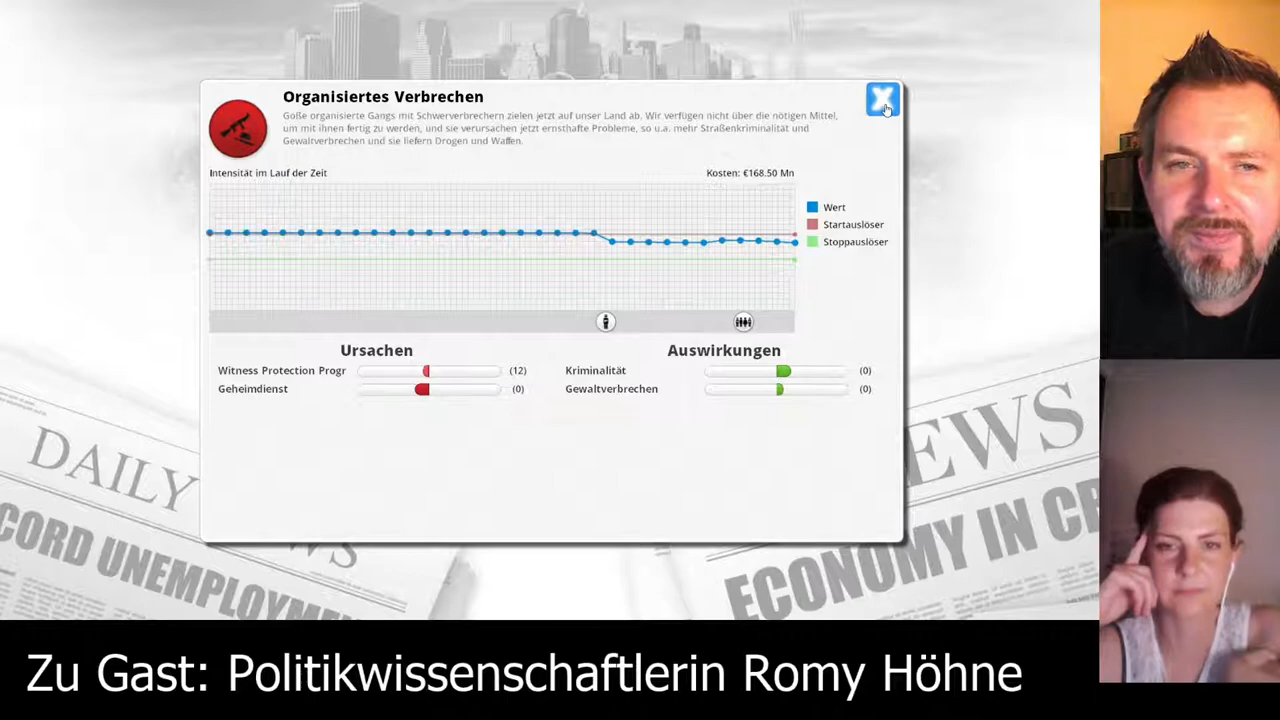 Organisiertes Verbrechen
Goße organisierte Gangs mit Schwerverbrechern zielen jetzt auf unser Land ab. Wir verfügen nicht über die nötigen Mittel,
um mit ihnen fertig zu werden, und sie verursachen jetzt ernsthafte Probleme, so u.a. mehr Straßenkriminalität und
Gewaltverbrechen und sie liefern Drogen und Waffen.
Intensität im Lauf der Zeit
Kosten: €168.50 Mn
Wert
Startauslöser
Stoppauslöser
Ursachen
Witness Protection Progr
(12)
Geheimdienst
(0)
Auswirkungen
Kriminalität
(0)
Gewaltverbrechen
(0)
DAILY
NEWS
CORD UNEMPLOYME
EWS
ECONOMY IN CR
Zu Gast: Politikwissenschaftlerin Romy Höhne